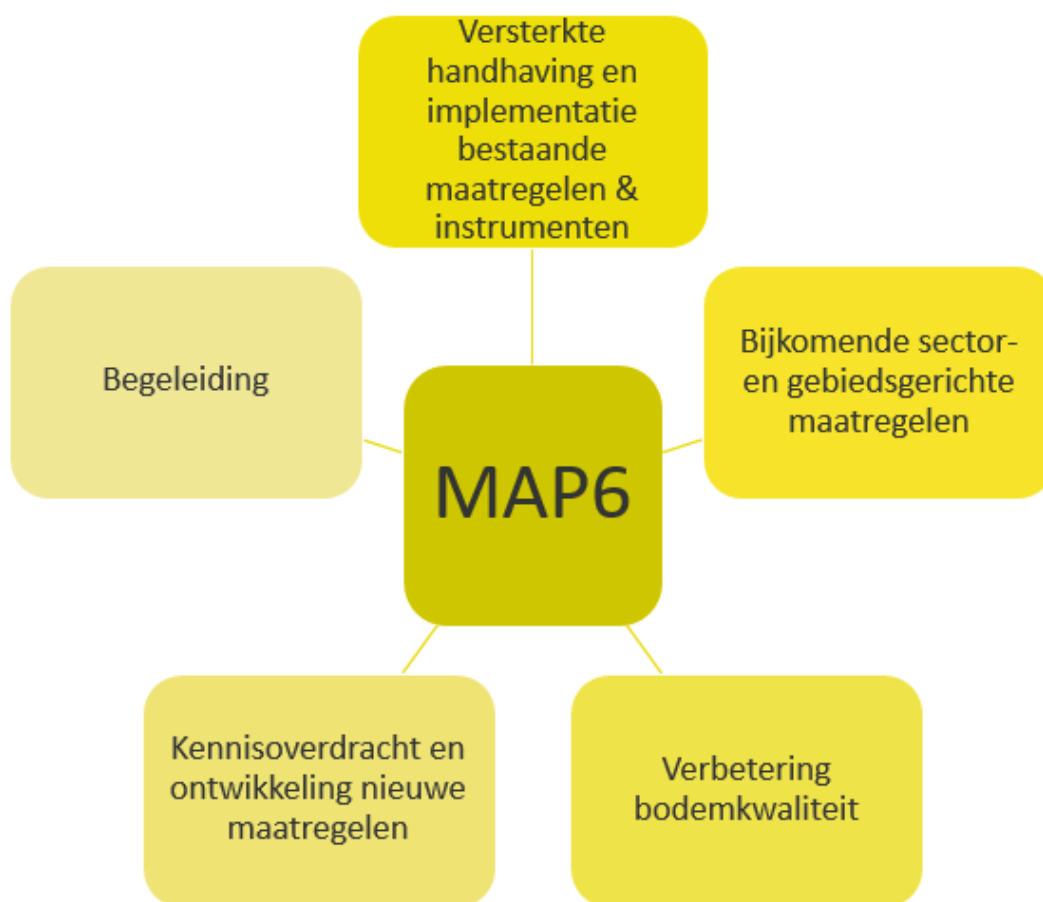 Versterkte
handhaving en
implementatie
bestaande
maatregelen &
instrumenten
Bijkomende sector-
en gebiedsgerichte
maatregelen
Begeleiding
MAP6
Kennisoverdracht en
ontwikkeling nieuwe
maatregelen
Verbetering
bodemkwaliteit